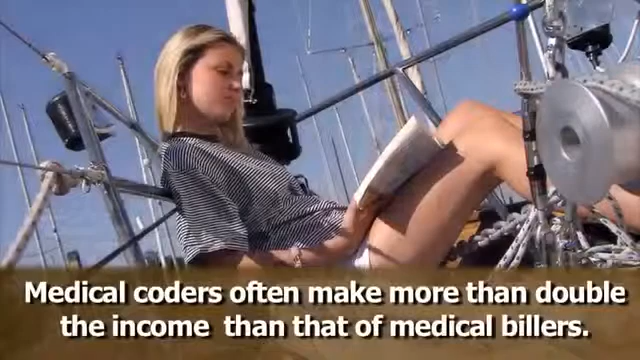 Medical coders often make more than double
the income than that of medical billers.